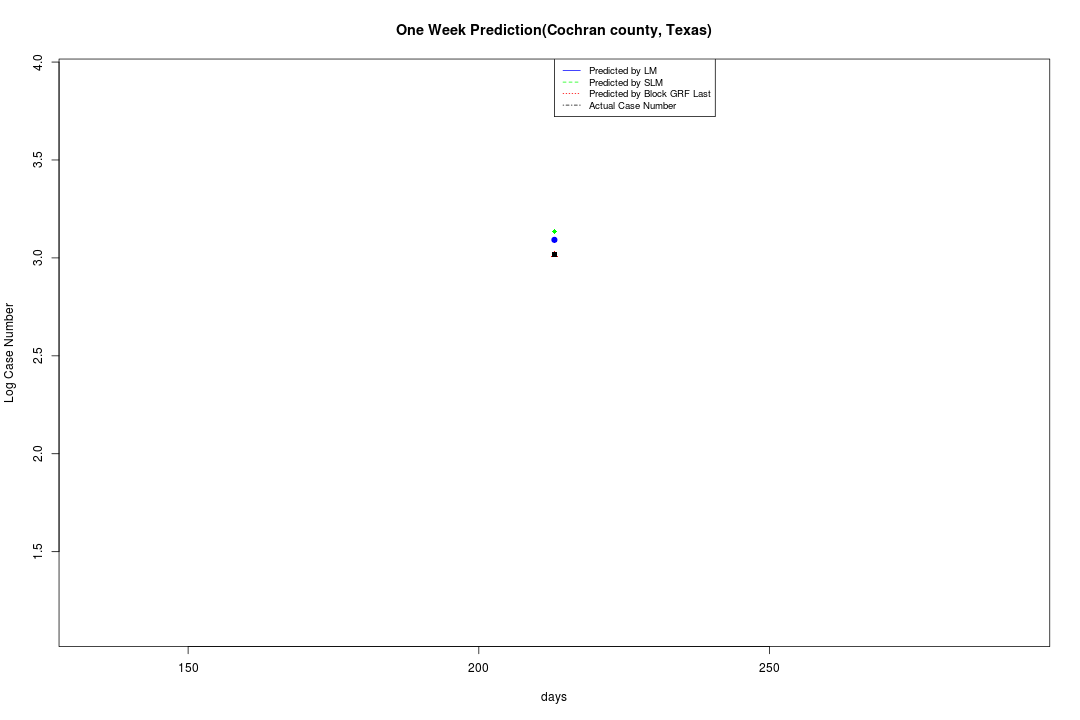 One Week Prediction(Cochran county, Texas)
Predicted by LM
Predicted by SLM
Predicted by Block GRF Last
Actual Case Number
4.0
3.5
3.0
2.5
2.0
1.5
Log Case Number
150
200
250
days